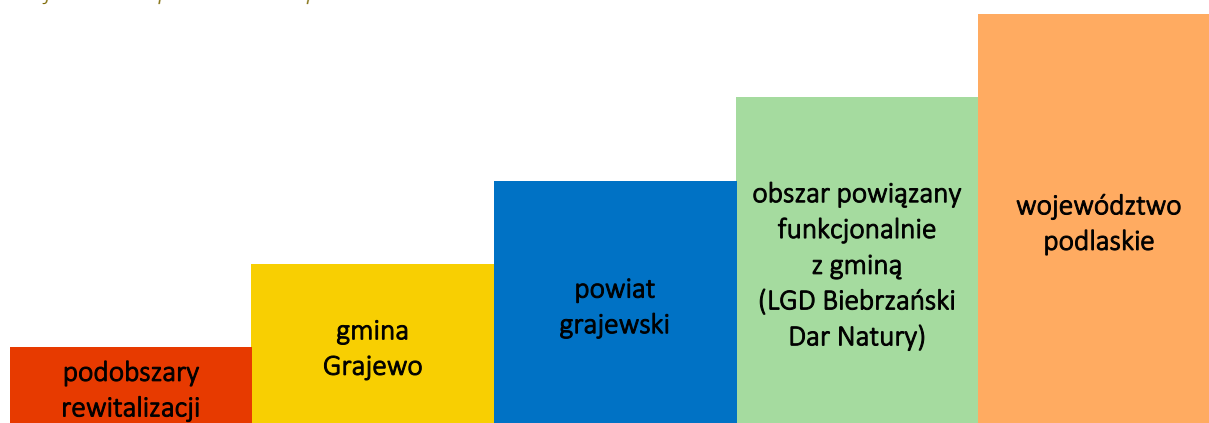 podobszary
rewitalizacji
gmina
Grajewo
powiat
grajewski
obszar powiązany
funkcjonalnie
z gminą
(LGD Biebrzański
Dar Natury)
województwo
podlaskie